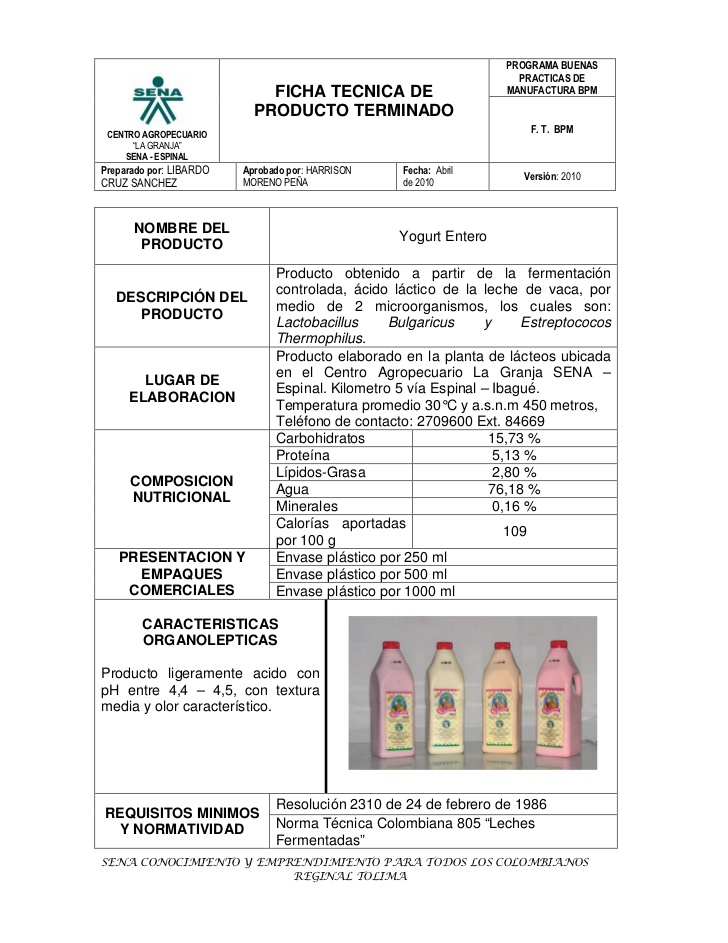 SENA
CENTRO AGROPECUARIO
“LA GRANJA”
SENA - ESPINAL
FICHA TECNICA DE
PRODUCTO TERMINADO
PROGRAMA BUENAS
PRACTICAS DE
MANUFACTURA BPM
F. T. BPM
Preparado por: LIBARDO
CRUZ SANCHEZ
Aprobado por: HARRISON
MORENO PEÑA
Fecha: Abril
de 2010
Versión: 2010
NOMBRE DEL
PRODUCTO
Yogurt Entero
DESCRIPCIÓN DEL
PRODUCTO
Producto obtenido a partir de la fermentación
controlada, ácido láctico de la leche de vaca, por
medio de 2 microorganismos, los cuales son:
Lactobacillus Bulgaricus y Estreptococos
Thermophilus.
LUGAR DE
ELABORACION
Producto elaborado en la planta de lácteos ubicada
en el Centro Agropecuario La Granja SENA –
Espinal. Kilometro 5 vía Espinal – Ibagué.
Temperatura promedio 30°C y a.s.n.m 450 metros,
Teléfono de contacto: 2709600 Ext. 84669
COMPOSICION
NUTRICIONAL
Carbohidratos 15,73 %
Proteína 5,13 %
Lípidos-Grasa 2,80 %
Agua 76,18 %
Minerales 0,16 %
Calorías aportadas
por 100 g 109
PRESENTACION Y
EMPAQUES
COMERCIALES
Envase plástico por 250 ml
Envase plástico por 500 ml
Envase plástico por 1000 ml
CARACTERISTICAS
ORGANOLEPTICAS
Producto ligeramente acido con
pH entre 4,4 – 4,5, con textura
media y olor característico.
REQUISITOS MINIMOS
Y NORMATIVIDAD
Resolución 2310 de 24 de febrero de 1986
Norma Técnica Colombiana 805 “Leches
Fermentadas”
SENA CONOCIMIENTO Y EMPRENDIMIENTO PARA TODOS LOS COLOMBIANOS
REGINAL TOLIMA